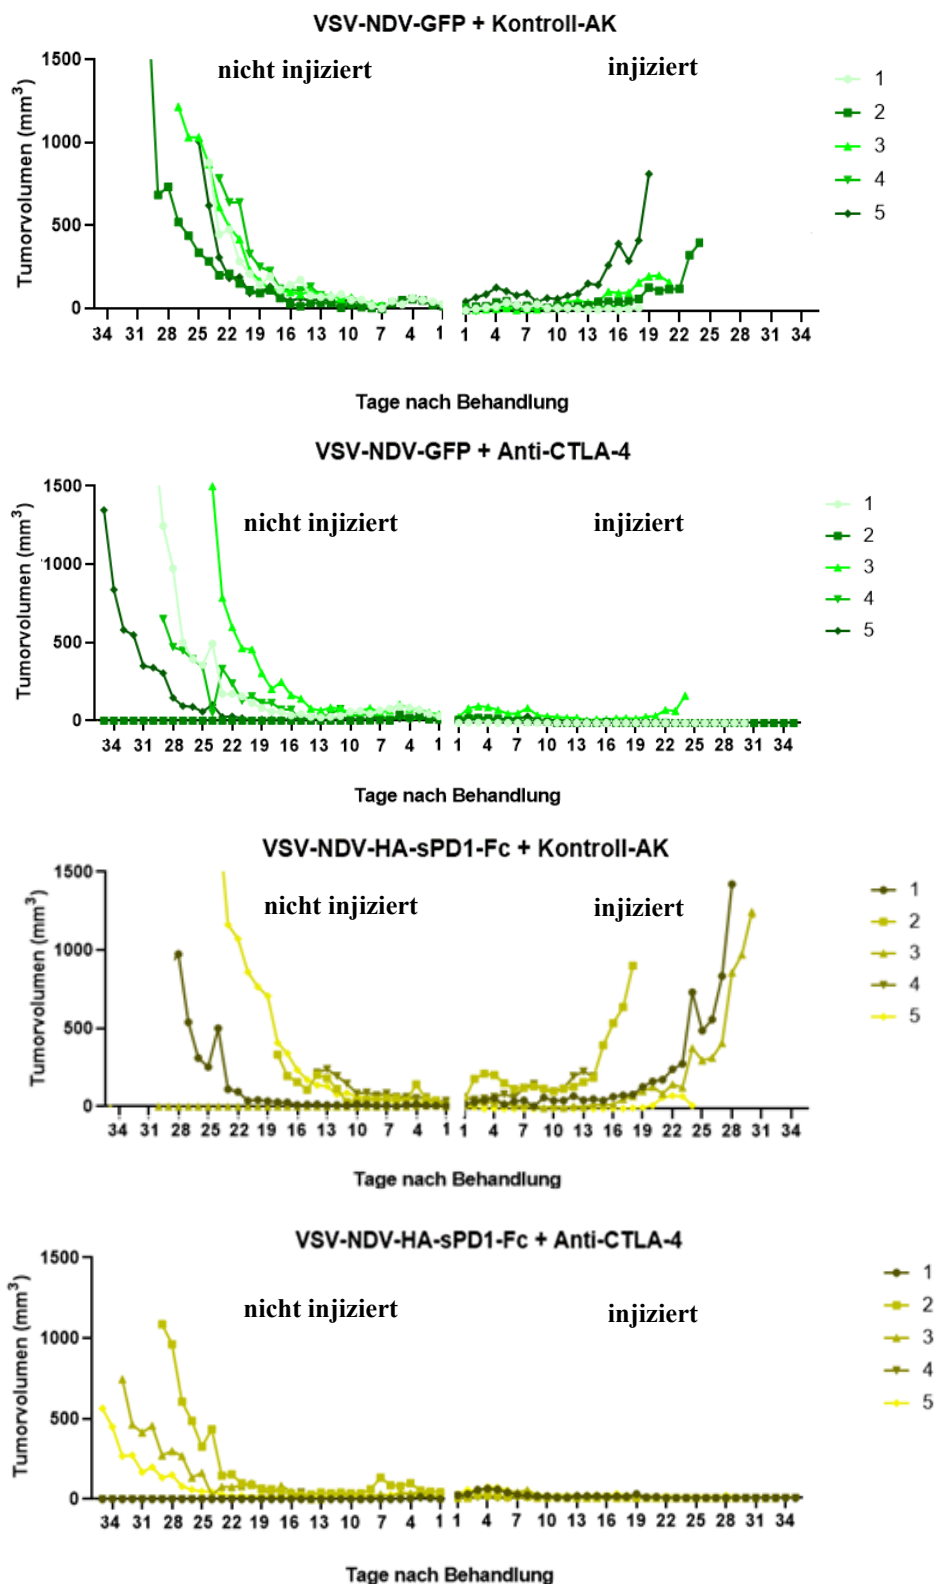 VSV-NDV-GFP + Kontroll-AK
nicht injiziert
injiziert
Tumorvolumen (mm³)
1500
1000
500
0
34 31 28 25 22 19 16 13 10 7 4 1
1 4 7 10 13 16 19 22 25 28 31 34
1
2
3
4
5
Tage nach Behandlung
VSV-NDV-GFP + Anti-CTLA-4
nicht injiziert
injiziert
Tumorvolumen (mm³)
1500
1000
500
0
34 31 28 25 22 19 16 13 10 7 4 1
1 4 7 10 13 16 19 22 25 28 31 34
1
2
3
4
5
Tage nach Behandlung
VSV-NDV-HA-sPD1-Fc + Kontroll-AK
nicht injiziert
injiziert
Tumorvolumen (mm³)
1500
1000
500
0
34 31 28 25 22 19 16 13 10 7 4 1
1 4 7 10 13 16 19 22 25 28 31 34
1
2
3
4
5
Tage nach Behandlung
VSV-NDV-HA-sPD1-Fc + Anti-CTLA-4
nicht injiziert
injiziert
Tumorvolumen (mm³)
1500
1000
500
0
34 31 28 25 22 19 16 13 10 7 4 1
1 4 7 10 13 16 19 22 25 28 31 34
1
2
3
4
5
Tage nach Behandlung